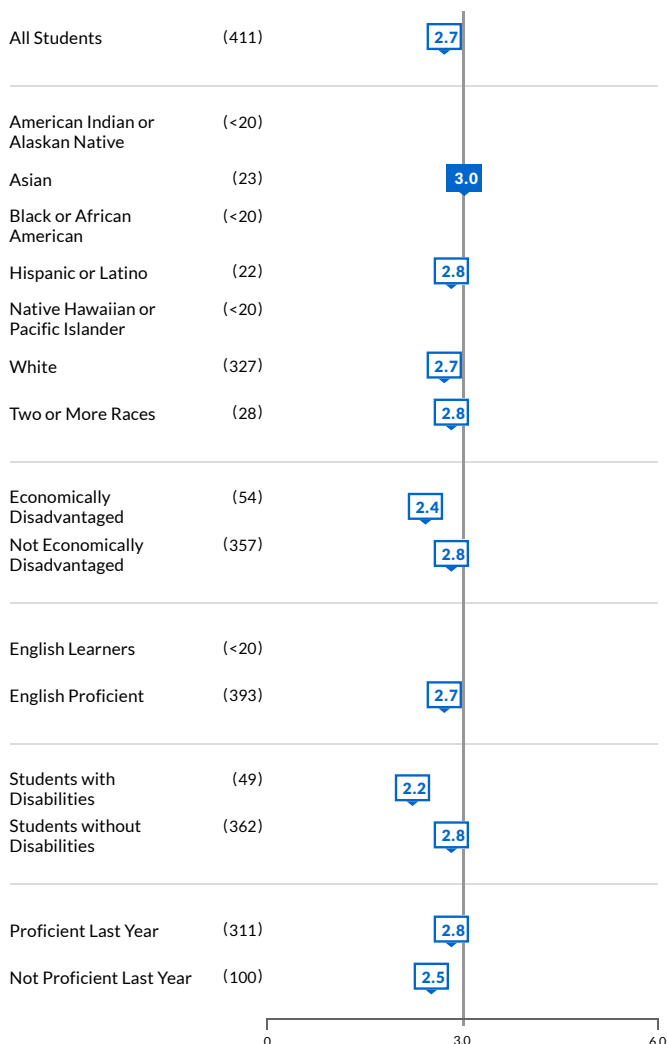 All Students (411) 2.7
American Indian or (<20)
Alaskan Native
Asian (23) 3.0
Black or African (<20)
American
Hispanic or Latino (22) 2.8
Native Hawaiian or (<20)
Pacific Islander
White (327) 2.7
Two or More Races (28) 2.8
Economically (54) 2.4
Disadvantaged
Not Economically (357) 2.8
Disadvantaged
English Learners (<20)
English Proficient (393) 2.7
Students with (49) 2.2
Disabilities
Students without (362) 2.8
Disabilities
Proficient Last Year (311) 2.8
Not Proficient Last Year (100) 2.5
0 3.0 6.0